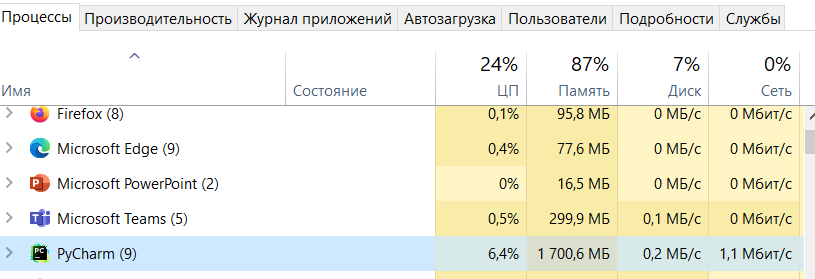 Процессы Производительность Журнал приложений Автозагрузка Пользователи Подробности Службы
24% 87% 7% 0%
Имя Состояние ЦП Память Диск Сеть
Firefox (8) 0,1% 95,8 МБ 0 МБ/с 0 Мбит/с
Microsoft Edge (9) 0,4% 77,6 МБ 0 МБ/с 0 Мбит/с
Microsoft PowerPoint (2) 0% 16,5 МБ 0 МБ/с 0 Мбит/с
Microsoft Teams (5) 0,5% 299,9 МБ 0,1 МБ/с 0 Мбит/с
PyCharm (9) 6,4% 1 700,6 МБ 0,2 МБ/с 1,1 Мбит/с